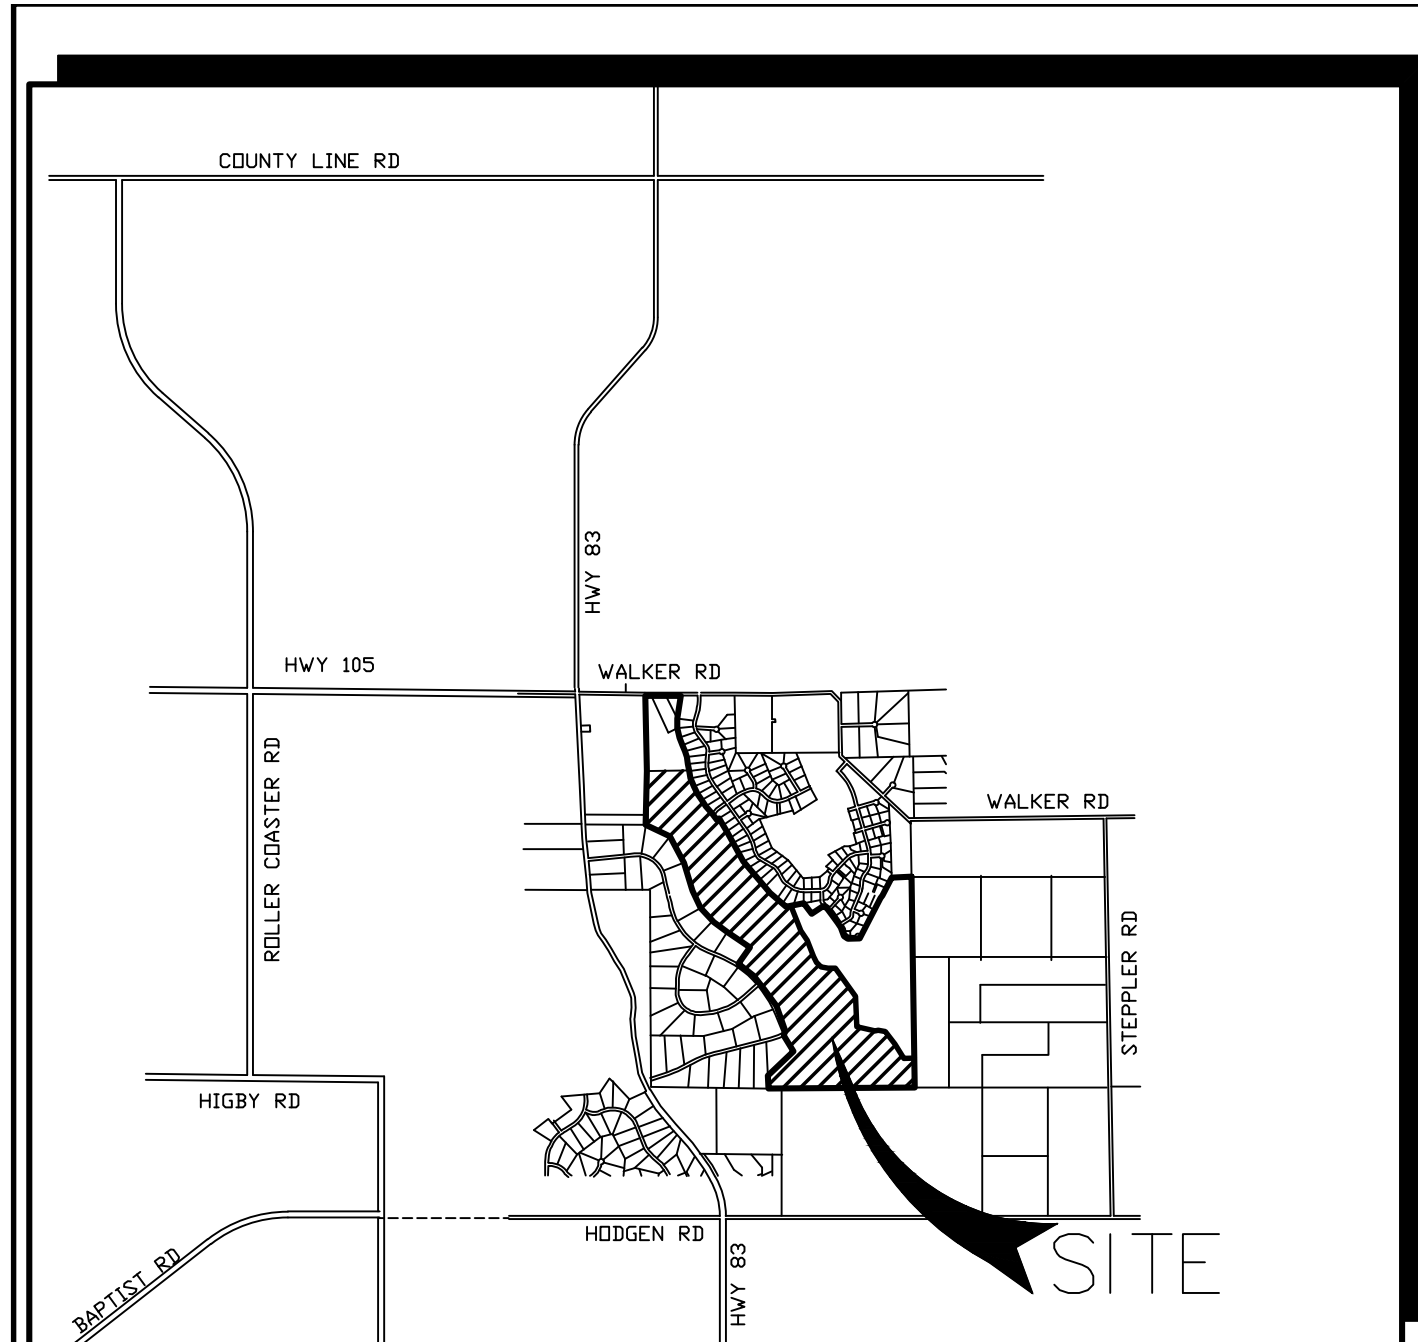 COUNTY LINE RD
HWY 83
HWY 105
WALKER RD
ROLLER COASTER RD
WALKER RD
STEPPLER RD
HIGBY RD
HODGEN RD
SITE
BAPTIST RD
HWY 83